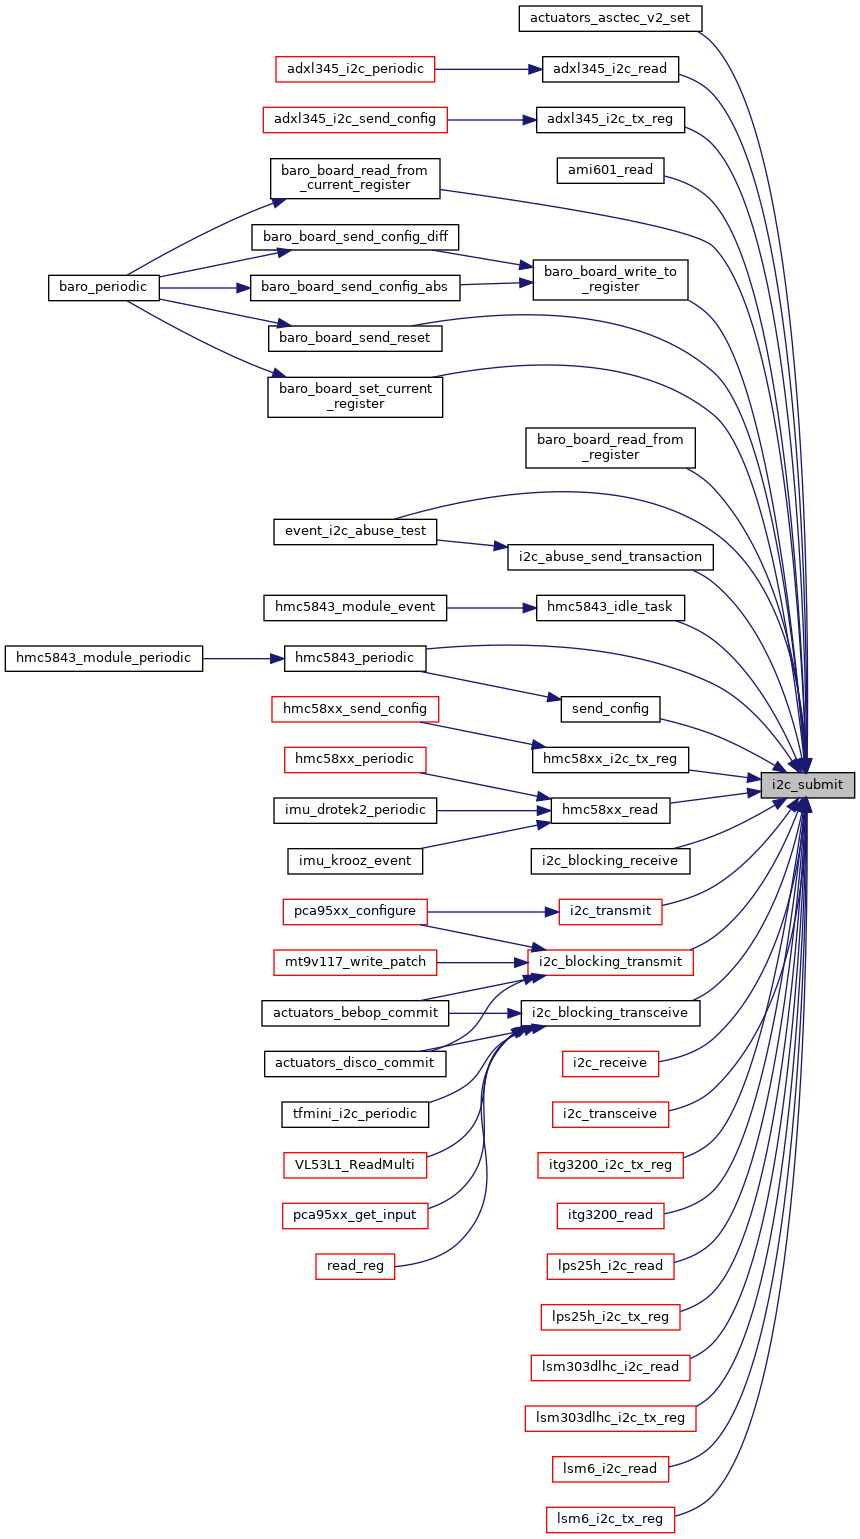 actuators_asctec_v2_set
adxl345_i2c_periodic
adxl345_i2c_read
adxl345_i2c_send_config
adxl345_i2c_tx_reg
ami601_read
baro_board_read_from
_current_register
baro_board_send_config_diff
baro_board_write_to
_register
baro_periodic
baro_board_send_config_abs
baro_board_send_reset
baro_board_set_current
_register
baro_board_read_from
_register
event_i2c_abuse_test
i2c_abuse_send_transaction
hmc5843_module_event
hmc5843_idle_task
hmc5843_module_periodic
hmc5843_periodic
hmc58xx_send_config
send_config
hmc58xx_periodic
hmc58xx_i2c_tx_reg
i2c_submit
imu_drotek2_periodic
hmc58xx_read
imu_krooz_event
i2c_blocking_receive
pca95xx_configure
i2c_transmit
mt9v117_write_patch
i2c_blocking_transmit
actuators_bebop_commit
i2c_blocking_transceive
actuators_disco_commit
i2c_receive
tfmini_i2c_periodic
i2c_transceive
VL53L1_ReadMulti
itg3200_i2c_tx_reg
pca95xx_get_input
itg3200_read
read_reg
lps25h_i2c_read
lps25h_i2c_tx_reg
lsm303dlhc_i2c_read
lsm303dlhc_i2c_tx_reg
lsm6_i2c_read
lsm6_i2c_tx_reg